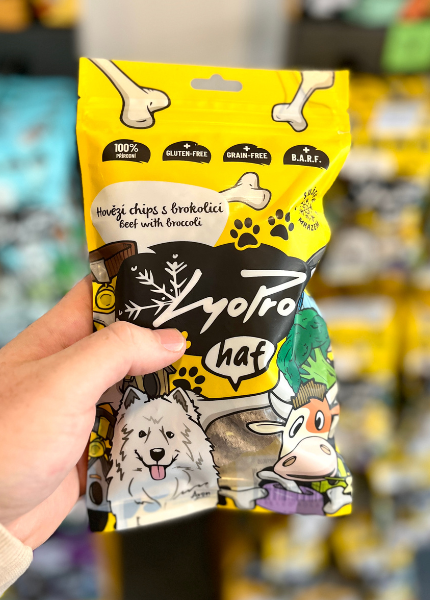 100%
PŘÍRODNÍ
+
GLUTEN-FREE
+
GRAIN-FREE
+
B.A.R.F.
Hovězí chips s brokolicí
Beef with broccoli
LyoPro
haf